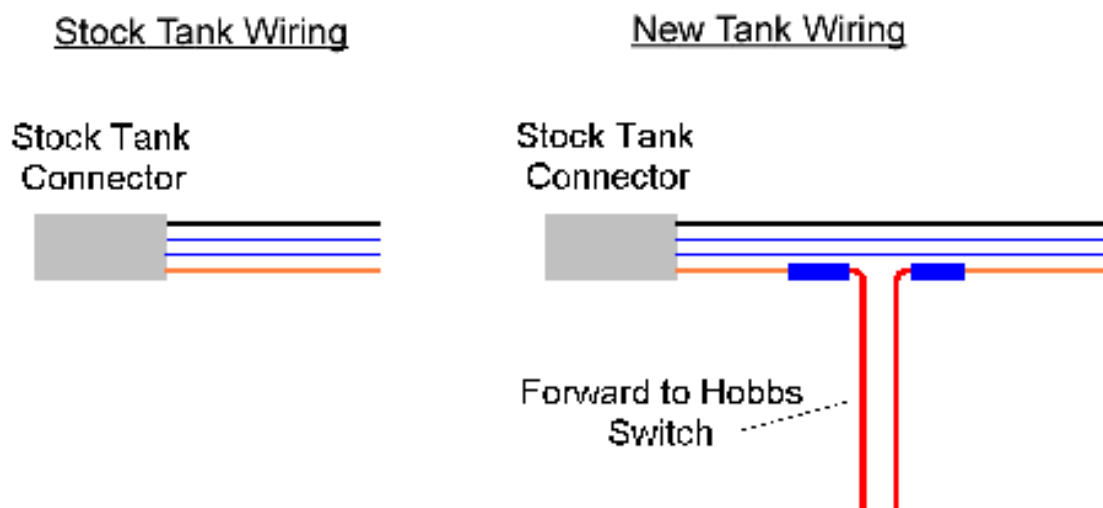 Stock Tank Wiring
New Tank Wiring
Stock Tank
Connector
Stock Tank
Connector
Forward to Hobbs
Switch